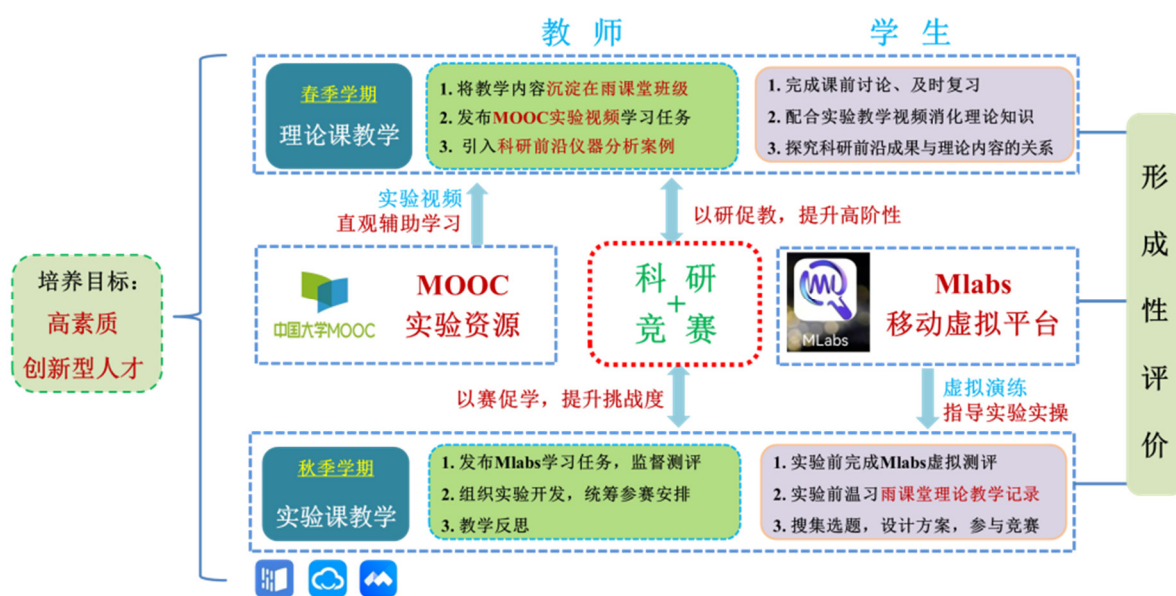 教 师
学 生
春季学期
理论课教学
1. 将教学内容沉淀在雨课堂班级
2. 发布MOOC实验视频学习任务
3. 引入科研前沿仪器分析案例
1. 完成课前讨论、及时复习
2. 配合实验教学视频消化理论知识
3. 探究科研前沿成果与理论内容的关系
实验视频
直观辅助学习
以研促教，提升高阶性
培养目标：
高素质
创新型人才
中国大学MOOC
MOOC
实验资源
科 研
+
竞 赛
MLabs
Mlabs
移动虚拟平台
形
成
性
评
价
以赛促学，提升挑战度
虚拟演练
指导实验实操
秋季学期
实验课教学
1. 发布Mlabs学习任务，监督测评
2. 组织实验开发，统筹参赛安排
3. 教学反思
1. 实验前完成Mlabs虚拟测评
2. 实验前温习雨课堂理论教学记录
3. 搜集选题，设计方案，参与竞赛